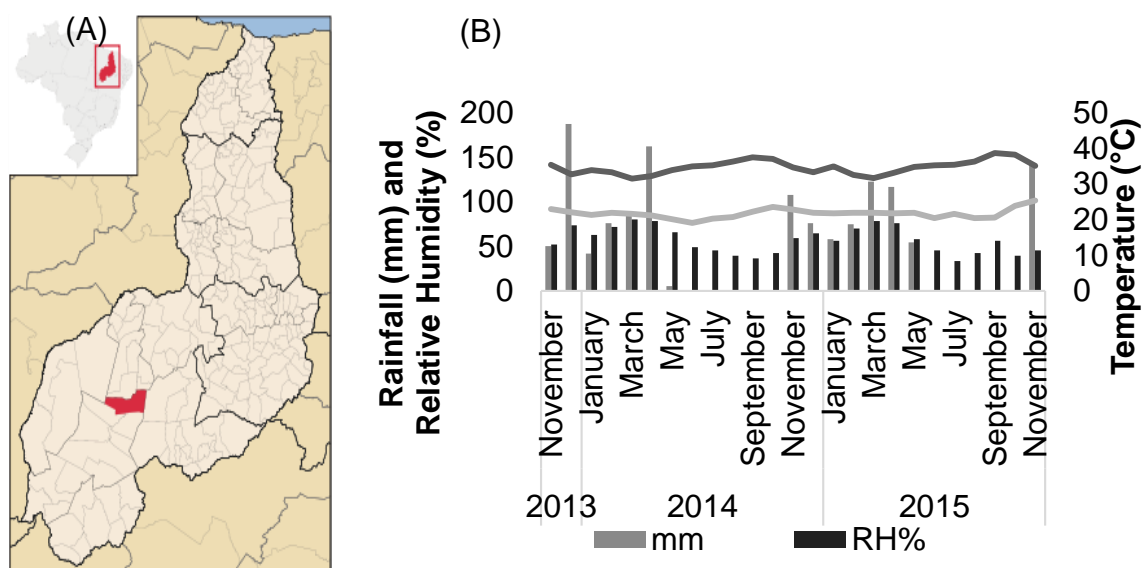 (A)
(B)
Rainfall (mm) and
Relative Humidity (%)
200
150
100
50
0
50
40
30
20
10
0
Temperature (°C)
November
January
March
May
July
September
November
January
March
May
July
September
November
2013
2014
2015
mm
RH%